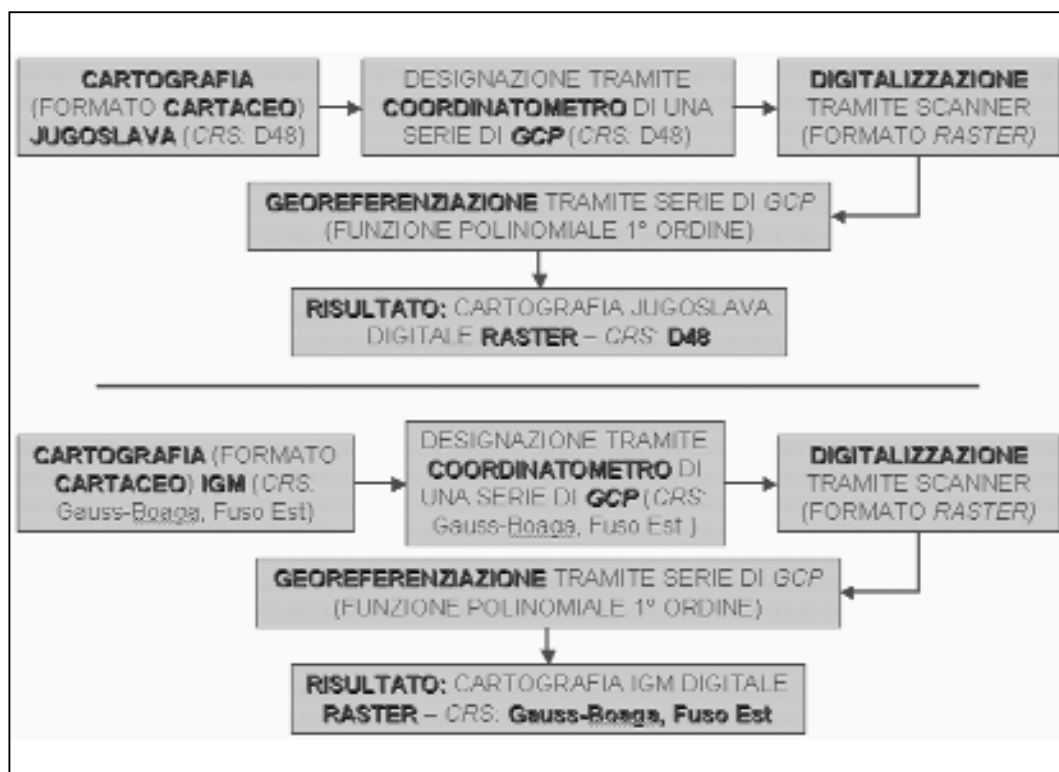 CARTOGRAFIA
(FORMATO CARTACEO)
JUGOSLAVA (CRS: D48)
DESIGNAZIONE TRAMITE
COORDINATOMETRO DI UNA
SERIE DI GCP (CRS: D48)
DIGITALIZZAZIONE
TRAMITE SCANNER
(FORMATO RASTER)
GEOREFERENZIAZIONE TRAMITE SERIE DI GCP
(FUNZIONE POLINOMIALE 1° ORDINE)
RISULTATO: CARTOGRAFIA JUGOSLAVA
DIGITALE RASTER – CRS: D48
CARTOGRAFIA (FORMATO
CARTACEO) IGM (CRS:
Gauss-Boaga, Fuso Est)
DESIGNAZIONE TRAMITE
COORDINATOMETRO DI
UNA SERIE DI GCP (CRS:
Gauss-Boaga, Fuso Est )
DIGITALIZZAZIONE
TRAMITE SCANNER
(FORMATO RASTER)
GEOREFERENZIAZIONE TRAMITE SERIE DI GCP
(FUNZIONE POLINOMIALE 1° ORDINE)
RISULTATO: CARTOGRAFIA IGM DIGITALE
RASTER – CRS: Gauss-Boaga, Fuso Est